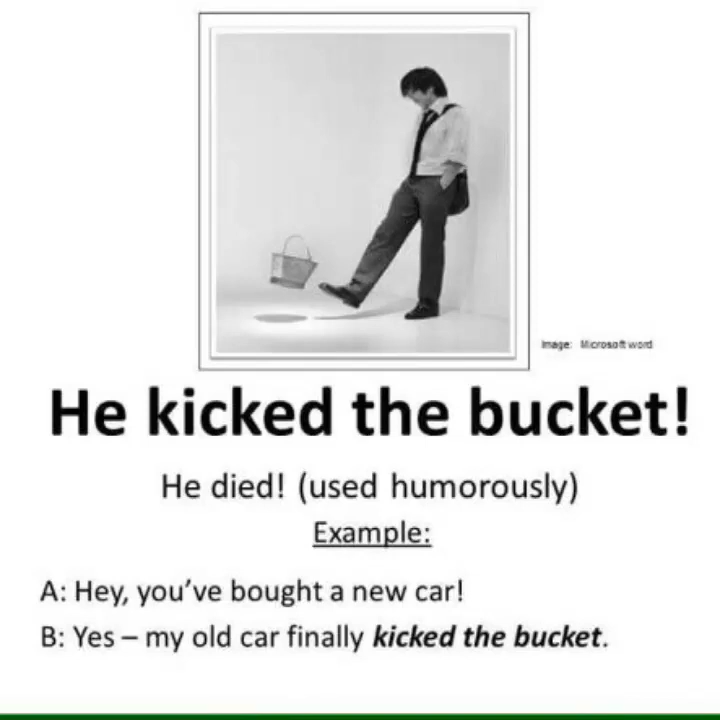 Image: Microsoft word
He kicked the bucket!
He died! (used humorously)
Example:
A: Hey, you’ve bought a new car!
B: Yes – my old car finally kicked the bucket.